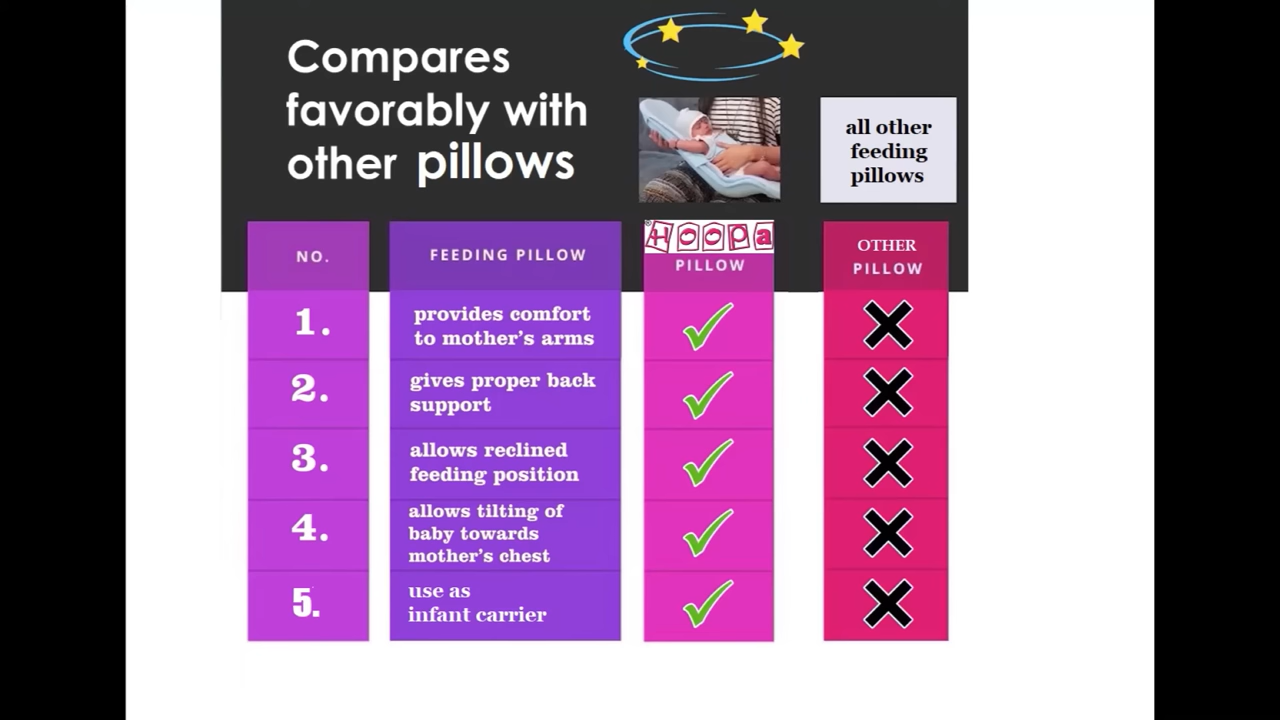 Compares
favorably with
other pillows
all other
feeding
pillows
NO.
FEEDING PILLOW
®Hoopa
PILLOW
OTHER
PILLOW
1.
provides comfort
to mother's arms
2.
gives proper back
support
3.
allows reclined
feeding position
4.
allows tilting of
baby towards
mother's chest
5.
use as
infant carrier